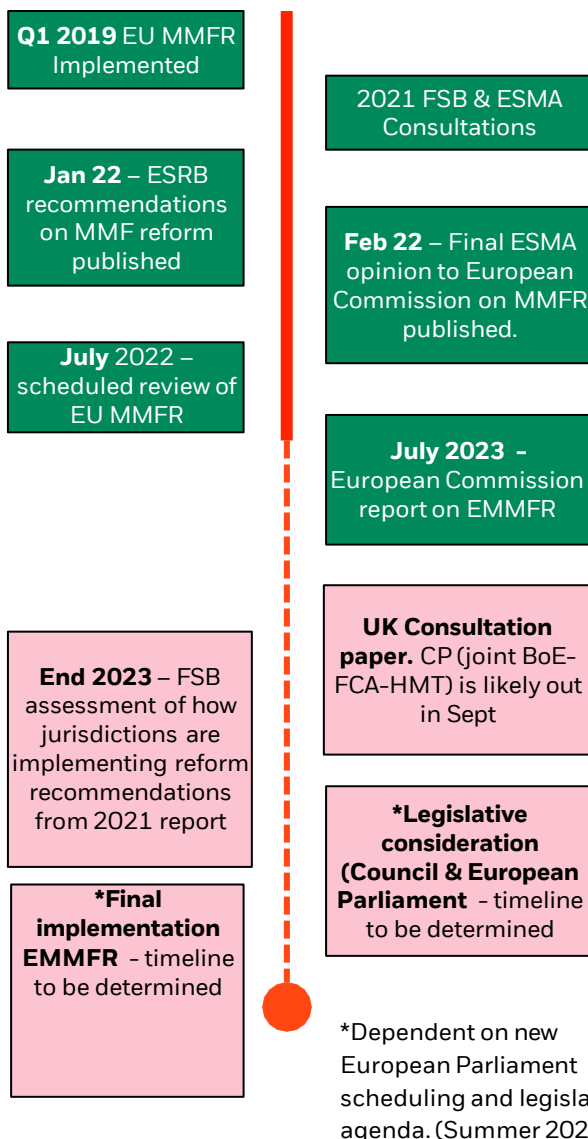 Q1 2019 EU MMFR
Implemented
2021 FSB & ESMA
Consultations
Jan 22 – ESRB
recommendations
on MMF reform
published
Feb 22 – Final ESMA
opinion to European
Commission on MMFR
published.
July 2022 –
scheduled review of
EU MMFR
July 2023 -
European Commission
report on EMMFR
UK Consultation
paper. CP (joint BoE-
FCA-HMT) is likely out
in Sept
End 2023 – FSB
assessment of how
jurisdictions are
implementing reform
recommendations
from 2021 report
*Legislative
consideration
(Council & European
Parliament - timeline
to be determined
*Final
implementation
EMMFR - timeline
to be determined
*Dependent on new
European Parliament
scheduling and
agenda. (Summer